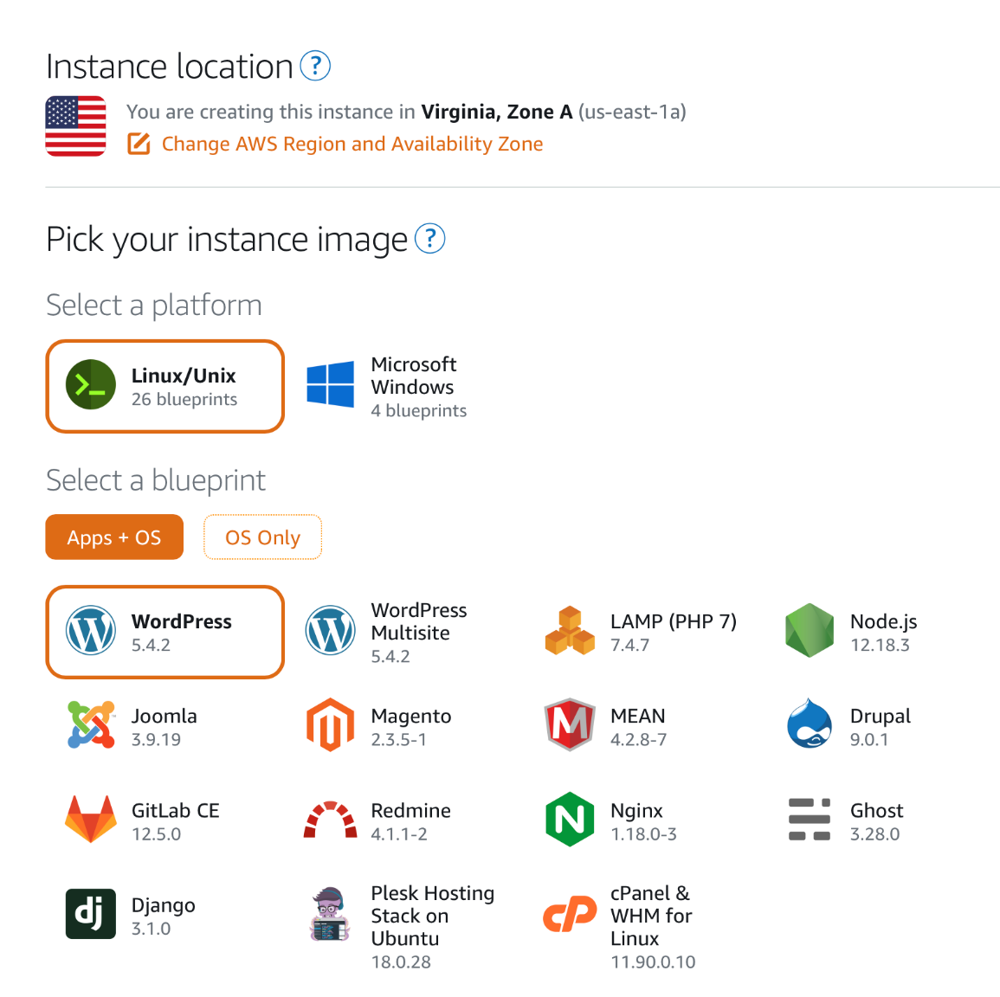 Instance location ?
You are creating this instance in Virginia, Zone A (us-east-1a)
Change AWS Region and Availability Zone
Pick your instance image ?
Select a platform
Linux/Unix
26 blueprints
Microsoft
Windows
4 blueprints
Select a blueprint
Apps + OS
OS Only
WordPress
5.4.2
WordPress
Multisite
5.4.2
LAMP (PHP 7)
7.4.7
Node.js
12.18.3
Joomla
3.9.19
Magento
2.3.5-1
MEAN
4.2.8-7
Drupal
9.0.1
GitLab CE
12.5.0
Redmine
4.1.1-2
Nginx
1.18.0-3
Ghost
3.28.0
dj
Django
3.1.0
Plesk Hosting
Stack on
Ubuntu
18.0.28
cP
cPanel &
WHM for
Linux
11.90.0.10